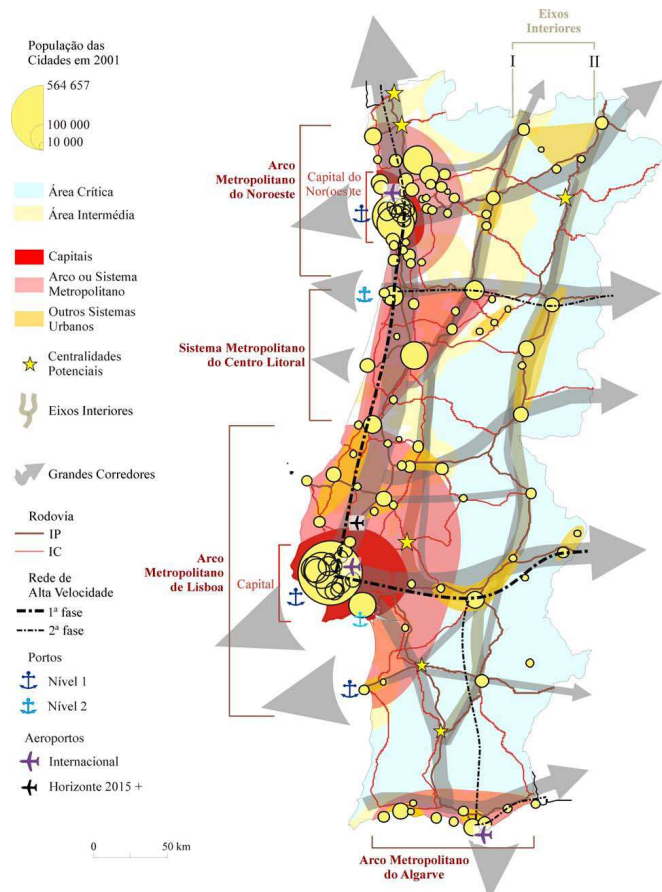 População das
Cidades em 2001
564 657
100 000
10 000
Área Crítica
Área Intermédia
Capitais
Arco ou Sistema
Metropolitano
Outros Sistemas
Urbanos
Centralidades
Potenciais
Eixos Interiores
Grandes Corredores
Rodovia
IP
IC
Rede de
Alta Velocidade
1ª fase
2ª fase
Portos
Nível 1
Nível 2
Aeroportos
Internacional
Horizonte 2015 +
0
50 km
Eixos
Interiores
I
II
Arco
Metropolitano
do Noroeste
Capital do
Nor(oes)te
Sistema Metropolitano
do Centro Litoral
Arco
Metropolitano
de Lisboa
Capital
Arco Metropolitano
do Algarve